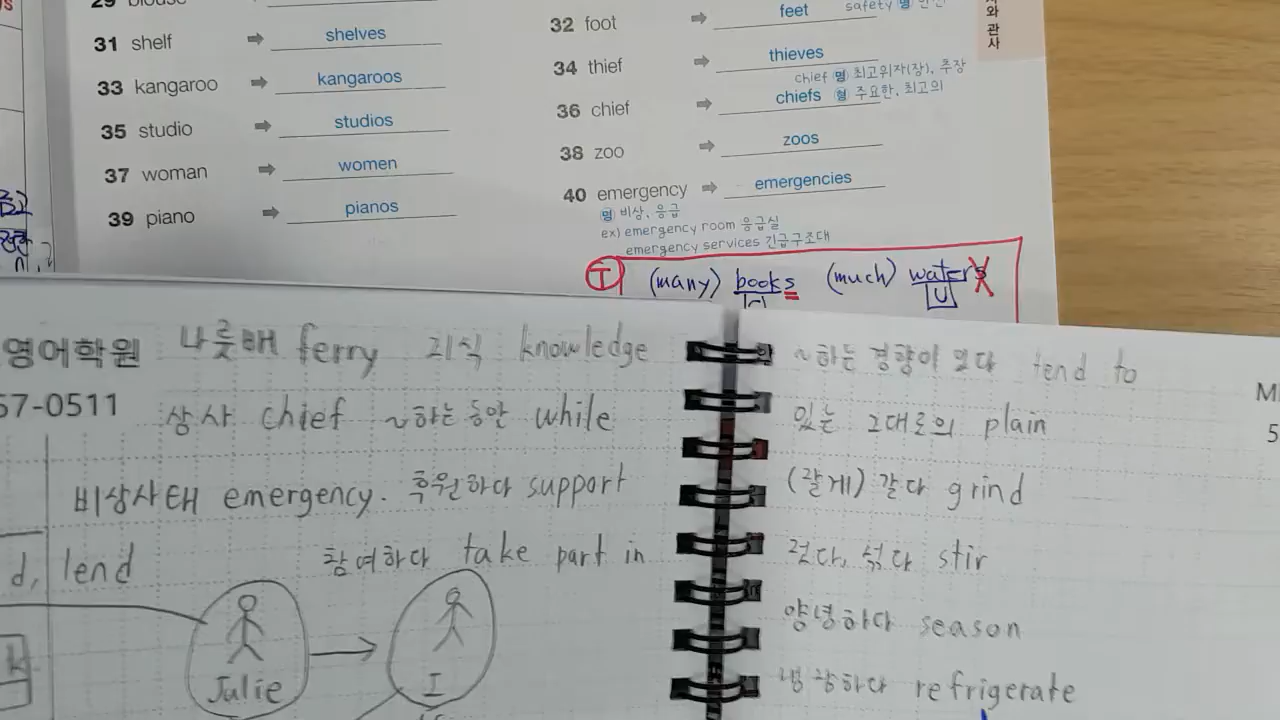 29 blouse
31 shelf ➡ shelves
33 kangaroo ➡ kangaroos
35 studio ➡ studios
37 woman ➡ women
39 piano ➡ pianos
32 foot ➡ feet safety 명
34 thief ➡ thieves
chief 명 최고위자(장), 추장
36 chief ➡ chiefs 형 주요한, 최고의
38 zoo ➡ zoos
40 emergency ➡ emergencies
명 비상, 응급
ex) emergency room 응급실
emergency services 긴급구조대
와 관사
T (many) books (much) waters
U
영어학원 나룻배 ferry 지식 knowledge
57-0511 상사 chief ~하는 동안 while
비상사태 emergency. 후원하다 support
d, lend 참여하다 take part in
Julie I
~하는 경향이 있다 tend to
있는 그대로의 plain
(잘게) 갈다 grind
젓다, 섞다 stir
양념하다 season
냉장하다 refrigerate